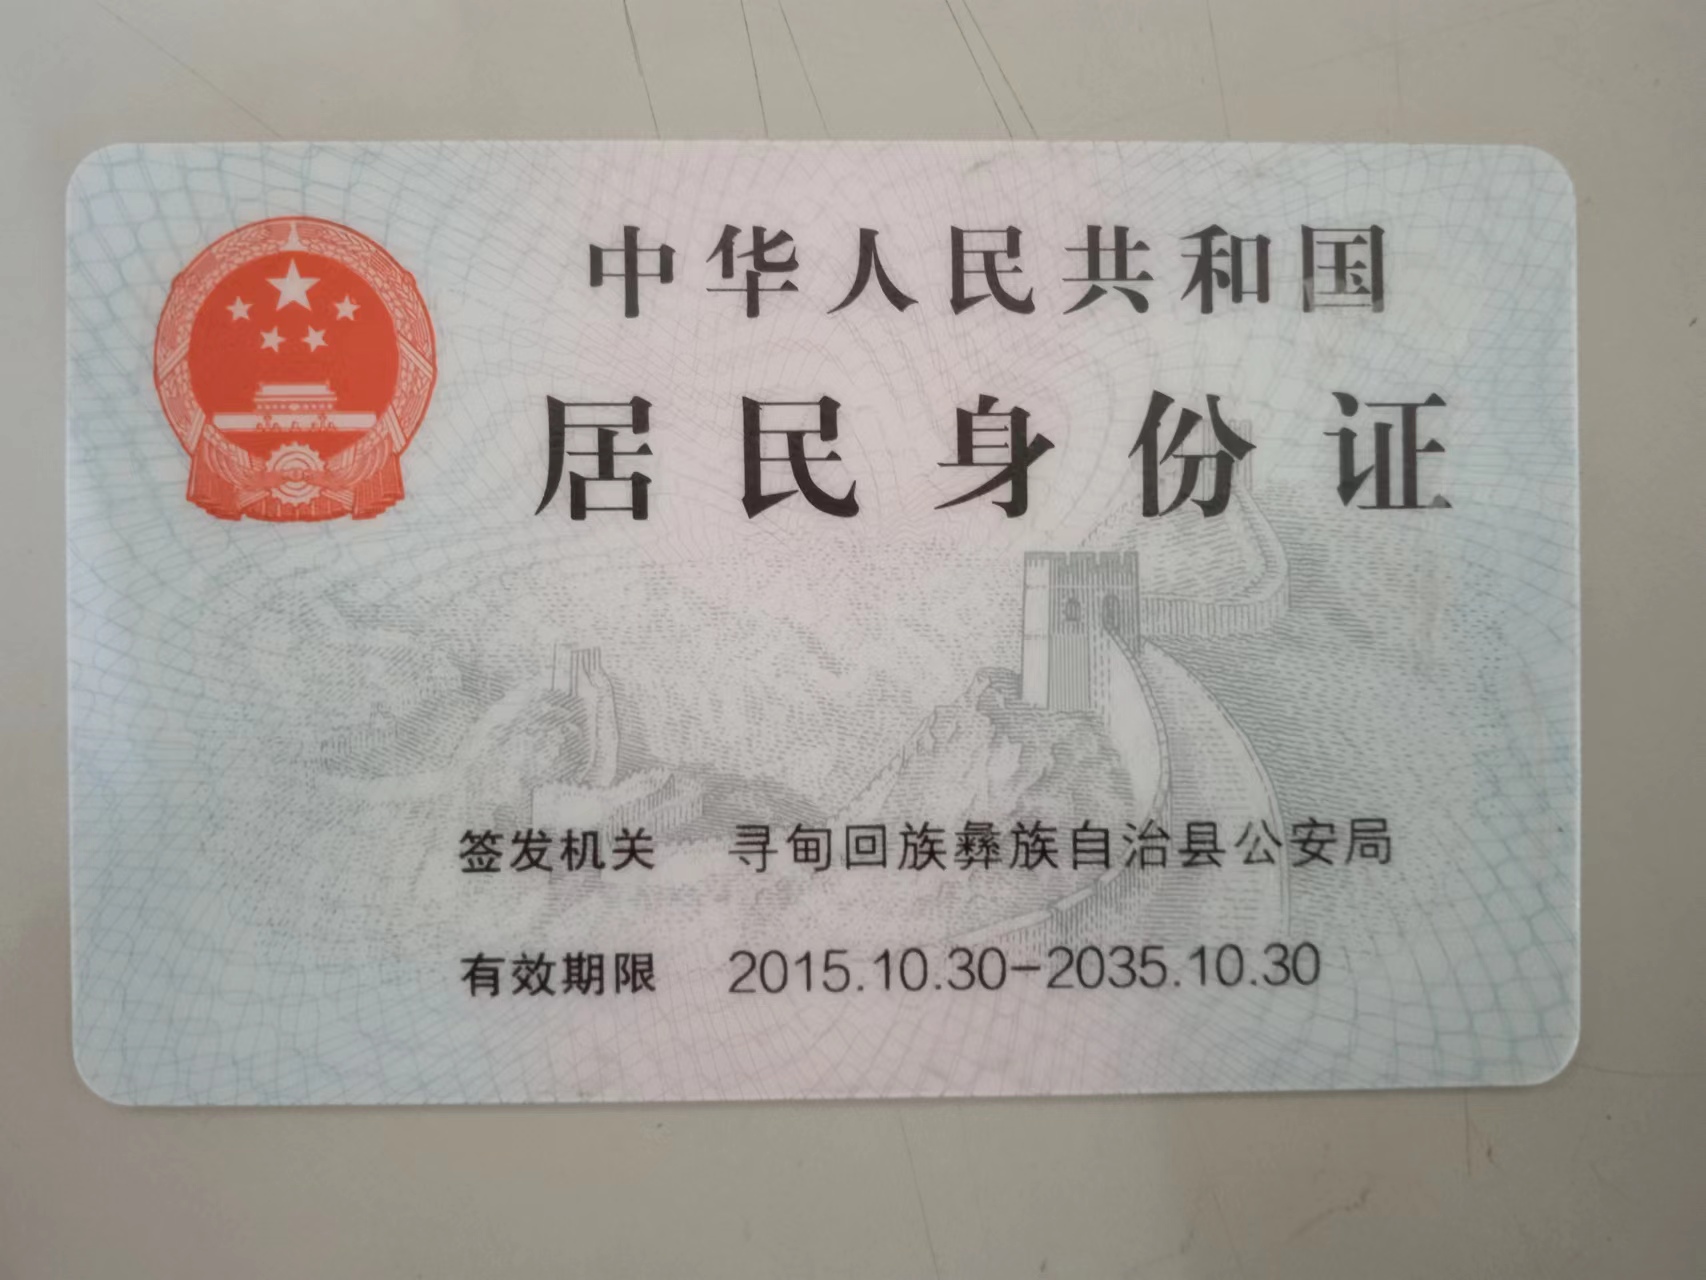 中华人民共和国
居民身份证
签发机关 寻甸回族彝族自治县公安局
有效期限 2015.10.30-2035.10.30